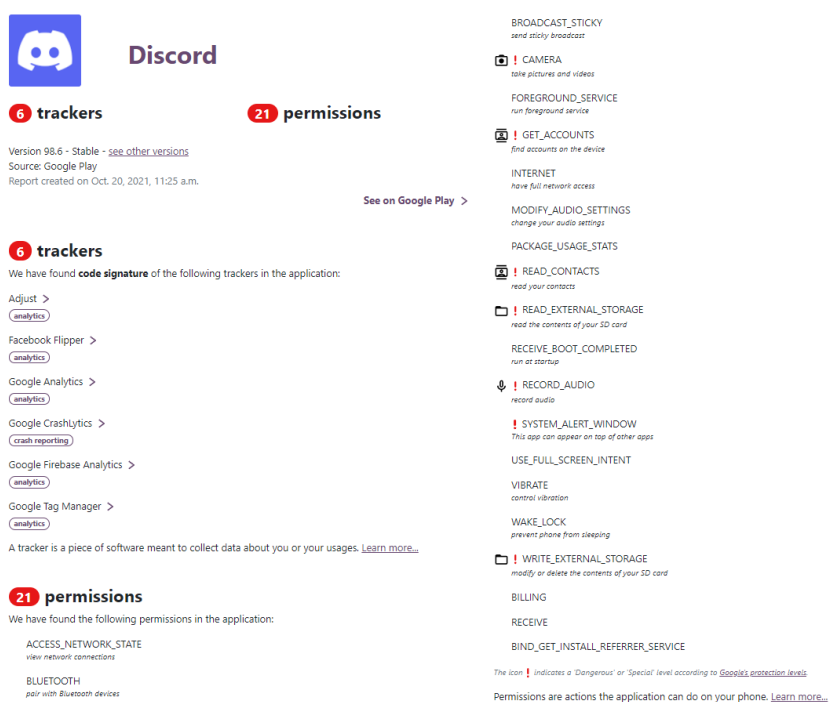 Discord
6 trackers
21 permissions
Version 98.6 - Stable - see other versions
Source: Google Play
Report created on Oct. 20, 2021, 11:25 a.m.
See on Google Play >
6 trackers
We have found code signature of the following trackers in the application:
Adjust >
analytics
Facebook Flipper >
analytics
Google Analytics >
analytics
Google CrashLytics >
crash reporting
Google Firebase Analytics >
analytics
Google Tag Manager >
analytics
A tracker is a piece of software meant to collect data about you or your usages. Learn more...
21 permissions
We have found the following permissions in the application:
ACCESS_NETWORK_STATE
view network connections
BLUETOOTH
pair with Bluetooth devices
BROADCAST_STICKY
send sticky broadcast
! CAMERA
take pictures and videos
FOREGROUND_SERVICE
run foreground service
! GET_ACCOUNTS
find accounts on the device
INTERNET
have full network access
MODIFY_AUDIO_SETTINGS
change your audio settings
PACKAGE_USAGE_STATS
! READ_CONTACTS
read your contacts
! READ_EXTERNAL_STORAGE
read the contents of your SD card
RECEIVE_BOOT_COMPLETED
run at startup
! RECORD_AUDIO
record audio
! SYSTEM_ALERT_WINDOW
This app can appear on top of other apps
USE_FULL_SCREEN_INTENT
VIBRATE
control vibration
WAKE_LOCK
prevent phone from sleeping
! WRITE_EXTERNAL_STORAGE
modify or delete the contents of your SD card
BILLING
RECEIVE
BIND_GET_INSTALL_REFERRER_SERVICE
The icon ! indicates a 'Dangerous' or 'Special' level according to Google's protection levels.
Permissions are actions the application can do on your phone. Learn more...